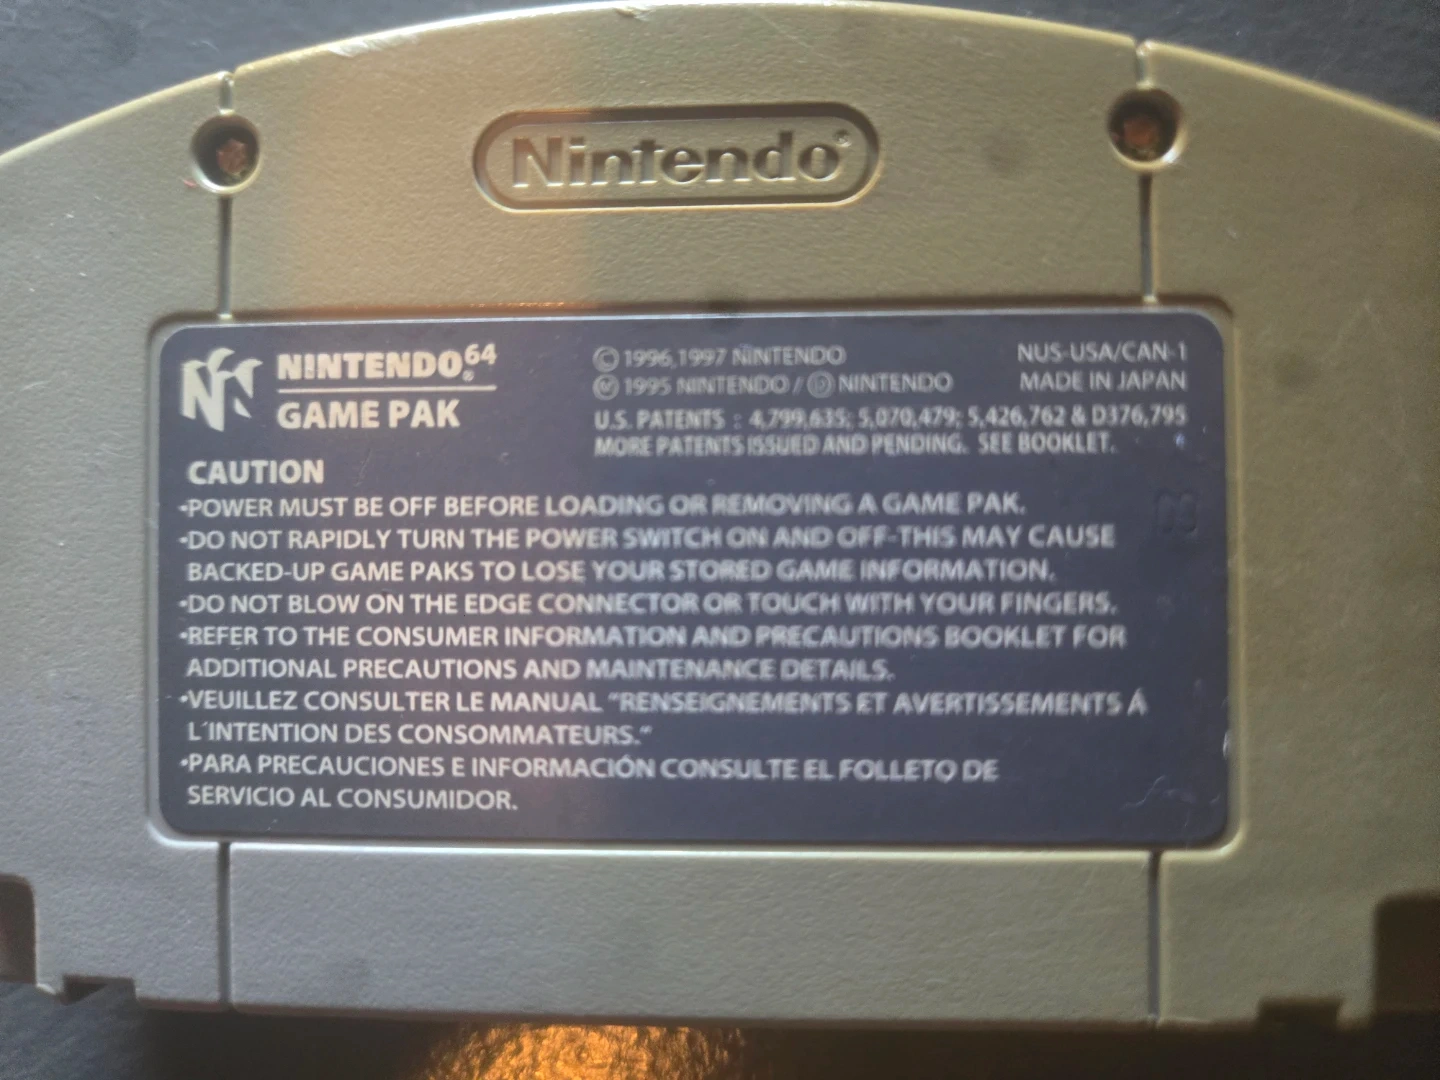 Nintendo®
NINTENDO64®
GAME PAK
© 1996,1997 NINTENDO
Ⓜ 1995 NINTENDO / Ⓟ NINTENDO
NUS-USA/CAN-1
MADE IN JAPAN
U.S. PATENTS : 4,799,635; 5,070,479; 5,426,762 & D376,795
MORE PATENTS ISSUED AND PENDING. SEE BOOKLET.
CAUTION
•POWER MUST BE OFF BEFORE LOADING OR REMOVING A GAME PAK.
•DO NOT RAPIDLY TURN THE POWER SWITCH ON AND OFF-THIS MAY CAUSE
BACKED-UP GAME PAKS TO LOSE YOUR STORED GAME INFORMATION.
•DO NOT BLOW ON THE EDGE CONNECTOR OR TOUCH WITH YOUR FINGERS.
•REFER TO THE CONSUMER INFORMATION AND PRECAUTIONS BOOKLET FOR
ADDITIONAL PRECAUTIONS AND MAINTENANCE DETAILS.
•VEUILLEZ CONSULTER LE MANUAL "RENSEIGNEMENTS ET AVERTISSEMENTS Á
L´INTENTION DES CONSOMMATEURS."
•PARA PRECAUCIONES E INFORMACIÓN CONSULTE EL FOLLETO DE
SERVICIO AL CONSUMIDOR.